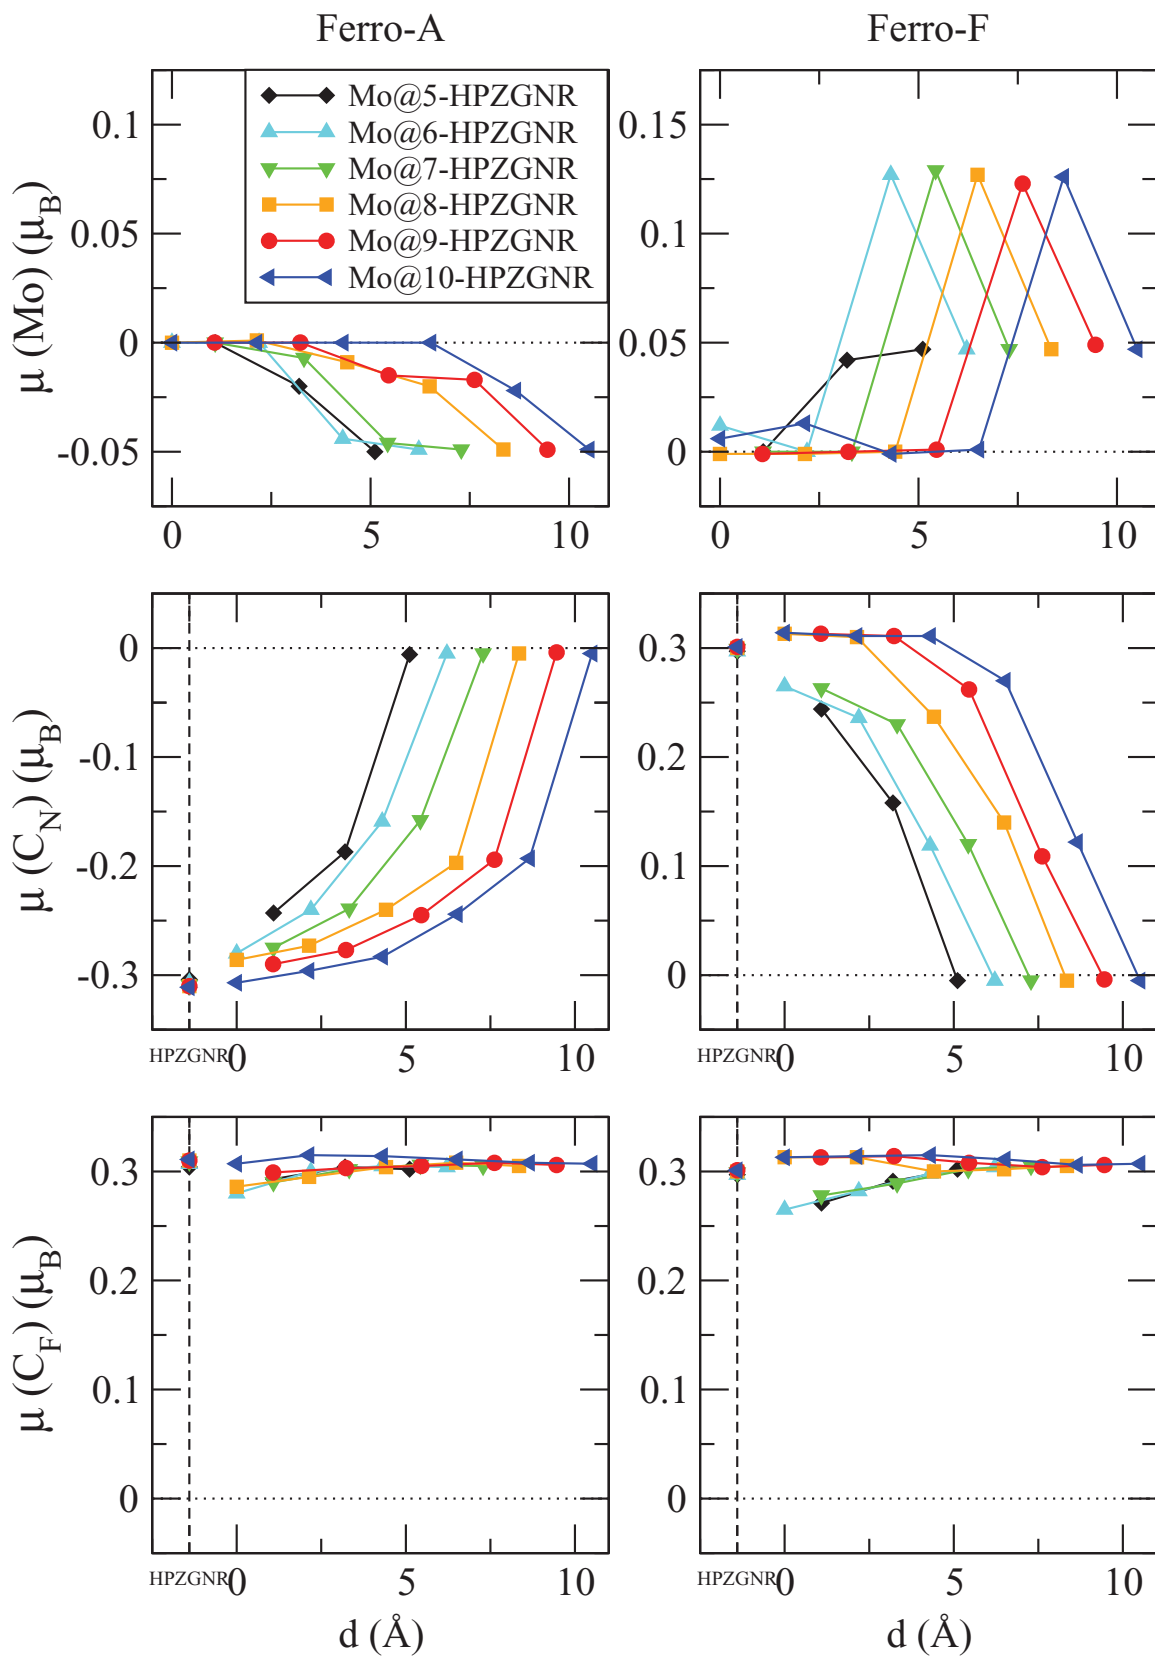 Ferro-A
Ferro-F
Mo@5-HPZGNR
Mo@6-HPZGNR
Mo@7-HPZGNR
Mo@8-HPZGNR
Mo@9-HPZGNR
Mo@10-HPZGNR
μ (Mo) (μB)
0.1
0.05
0
-0.05
0 5 10
0.15
0.1
0.05
0
0 5 10
μ (CN) (μB)
0
-0.1
-0.2
-0.3
HPZGNR 0 5 10
0.3
0.2
0.1
0
HPZGNR 0 5 10
μ (CF) (μB)
0.3
0.2
0.1
0
HPZGNR 0 5 10
d (Å)
0.3
0.2
0.1
0
HPZGNR 0 5 10
d (Å)